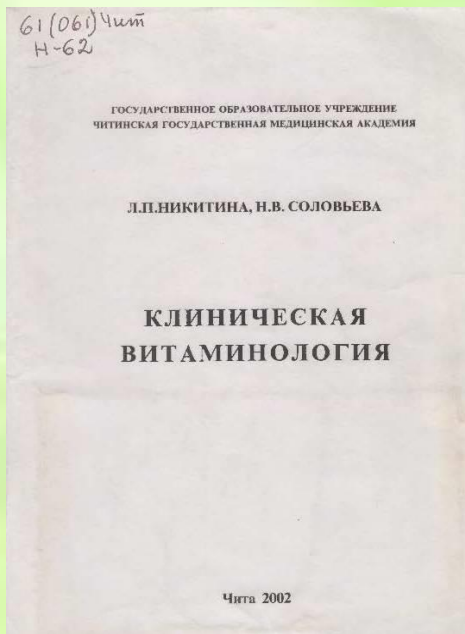 61(061)Чит
Н-62
ГОСУДАРСТВЕННОЕ ОБРАЗОВАТЕЛЬНОЕ УЧРЕЖДЕНИЕ
ЧИТИНСКАЯ ГОСУДАРСТВЕННАЯ МЕДИЦИНСКАЯ АКАДЕМИЯ
Л.П.НИКИТИНА, Н.В. СОЛОВЬЕВА
КЛИНИЧЕСКАЯ
ВИТАМИНОЛОГИЯ
Чита 2002